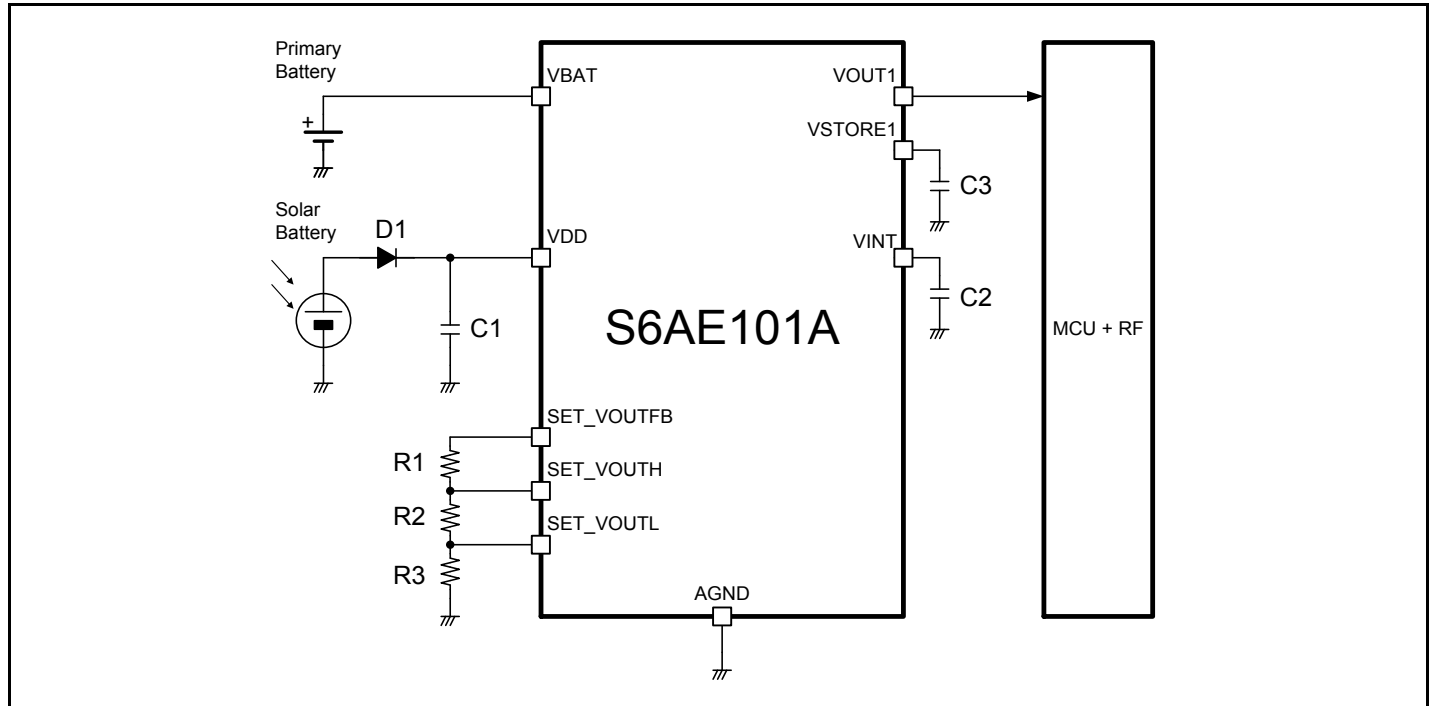 Primary
Battery
+
VBAT
VOUT1
VSTORE1
C3
Solar
Battery
D1
VDD
VINT
C1
C2
S6AE101A
MCU + RF
SET_VOUTFB
R1
SET_VOUTH
R2
SET_VOUTL
R3
AGND